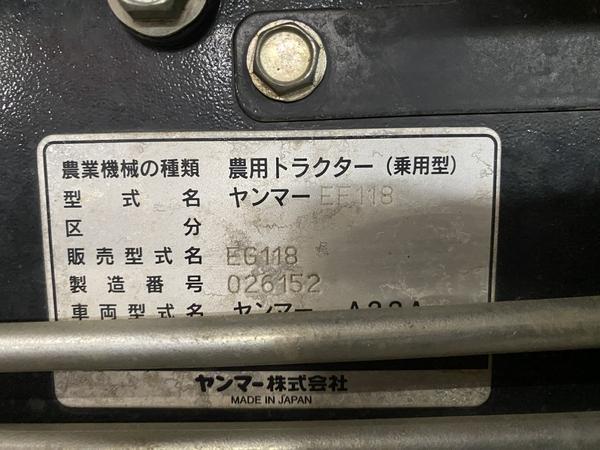 農業機械の種類 農用トラクター(乗用型)
型式名 ヤンマー EF118
区分
販売型式名 EG118
製造番号 026152
車両型式名 ヤンマー
ヤンマー株式会社
MADE IN JAPAN